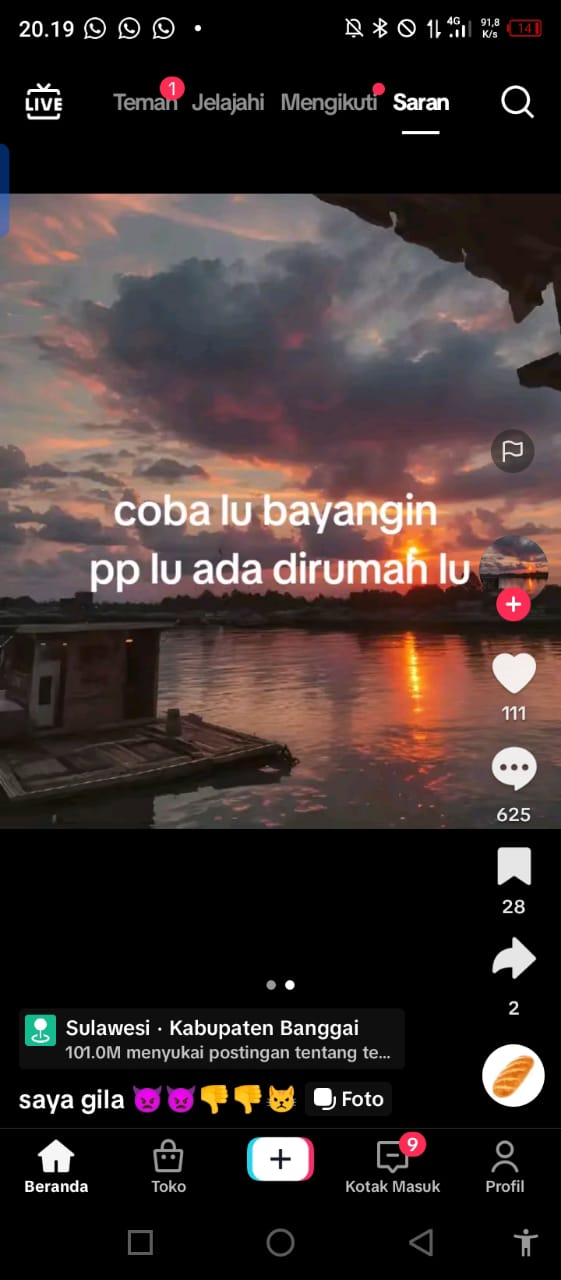 20.19
4G
91,8
K/s
14
LIVE
Teman
1
Jelajahi
Mengikuti
Saran
coba lu bayangin
pp lu ada dirumah lu
111
625
28
2
Sulawesi · Kabupaten Banggai
101.0M menyukai postingan tentang te...
saya gila 😈😈👎👎😼
Foto
Beranda
Toko
Kotak Masuk
9
Profil